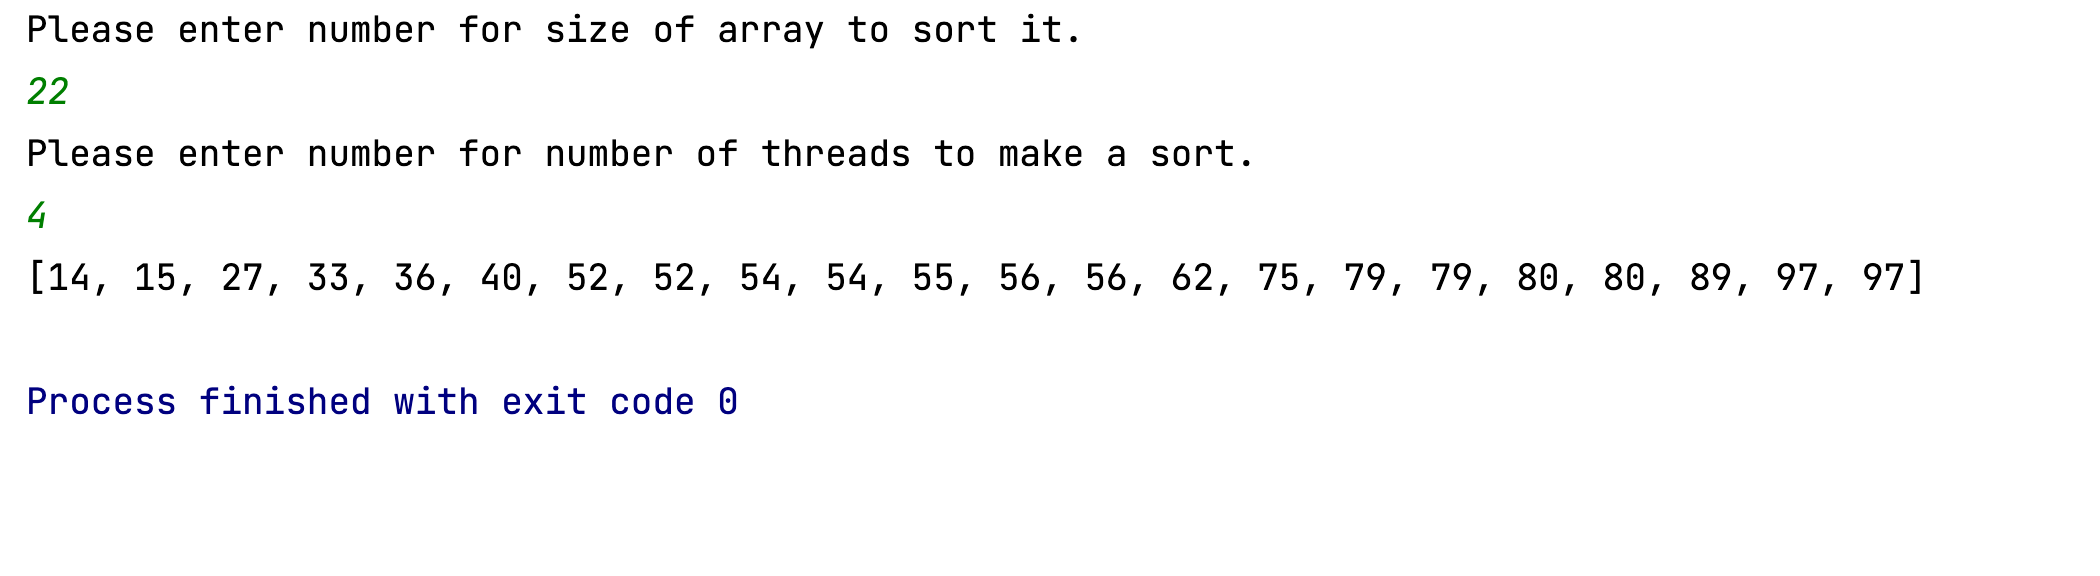 Please enter number for size of array to sort it.
22
Please enter number for number of threads to make a sort.
4
[14, 15, 27, 33, 36, 40, 52, 52, 54, 54, 55, 56, 56, 62, 75, 79, 79, 80, 80, 89, 97, 97]
Process finished with exit code 0